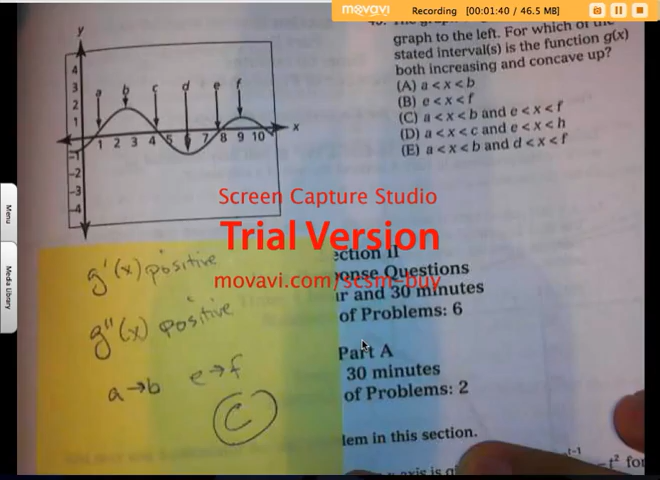 movavi Recording [00:01:40 / 46.5 M]
graph to the left. For which of the
stated interval(s) is the function g(x)
both increasing and concave up?
(A) a < x < b
(B) e < x < f
(C) a < x < b and e < x < f
(D) a < x < c and e < x < h
(E) a < x < b and d < x < f
y
4
3
2
1
a b c d e f
x
1 2 3 4 5 7 8 9 10
-1
-2
-3
-4
Menu
Media Library
Screen Capture Studio
Trial Version
movavi.com/scsm-buy
g'(x) positive
g"(x) positive
a→b e→f
C
ection II
onse Questions
ur and 30 minutes
of Problems: 6
Part A
30 minutes
of Problems: 2
lem in this section.